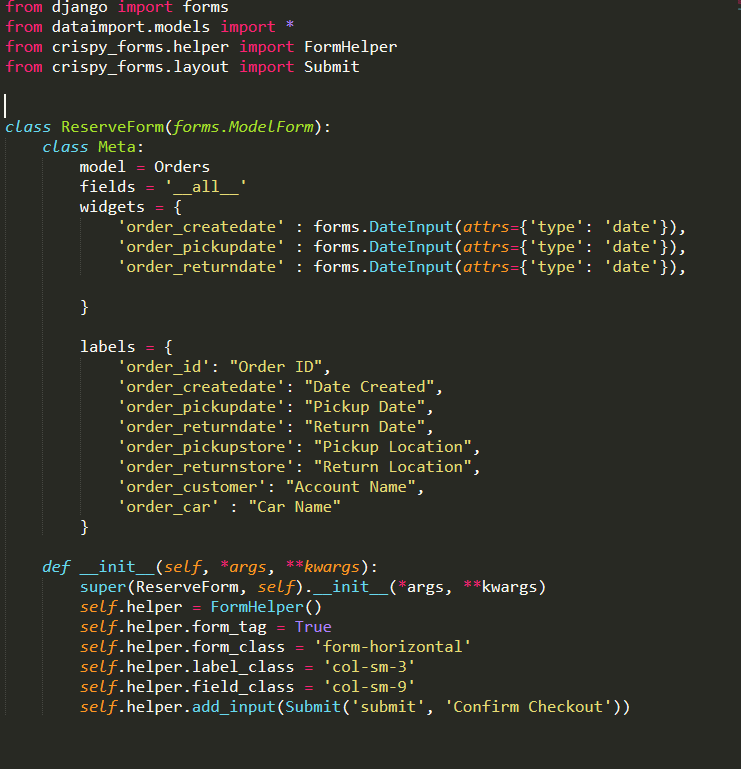 from django import forms
from dataimport.models import *
from crispy_forms.helper import FormHelper
from crispy_forms.layout import Submit
class ReserveForm(forms.ModelForm):
class Meta:
model = Orders
fields = '__all__'
widgets = {
'order_createdate' : forms.DateInput(attrs={'type': 'date'}),
'order_pickupdate' : forms.DateInput(attrs={'type': 'date'}),
'order_returndate' : forms.DateInput(attrs={'type': 'date'}),
}
labels = {
'order_id': "Order ID",
'order_createdate': "Date Created",
'order_pickupdate': "Pickup Date",
'order_returndate': "Return Date",
'order_pickupstore': "Pickup Location",
'order_returnstore': "Return Location",
'order_customer': "Account Name",
'order_car' : "Car Name"
}
def __init__(self, *args, **kwargs):
super(ReserveForm, self).__init__(*args, **kwargs)
self.helper = FormHelper()
self.helper.form_tag = True
self.helper.form_class = 'form-horizontal'
self.helper.label_class = 'col-sm-3'
self.helper.field_class = 'col-sm-9'
self.helper.add_input(Submit('submit', 'Confirm Checkout'))